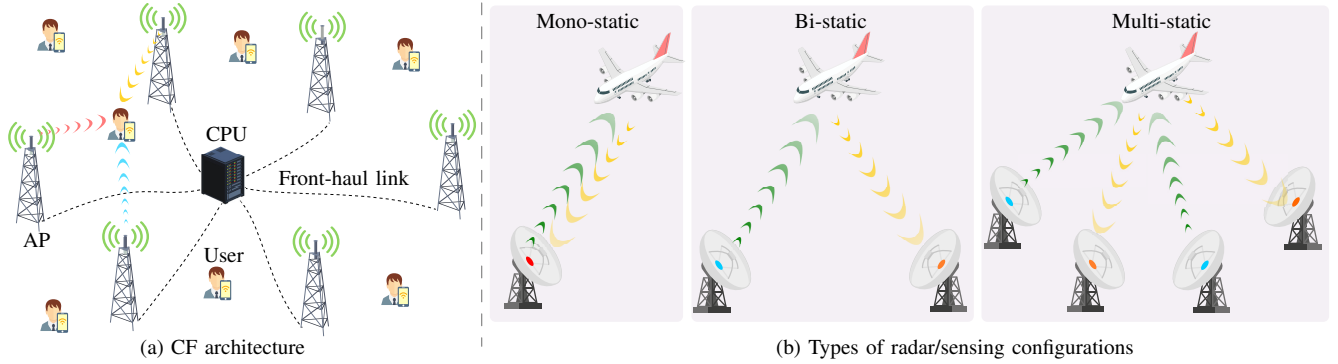 CPU
Front-haul link
AP
User
(a) CF architecture
Mono-static
Bi-static
Multi-static
(b) Types of radar/sensing configurations